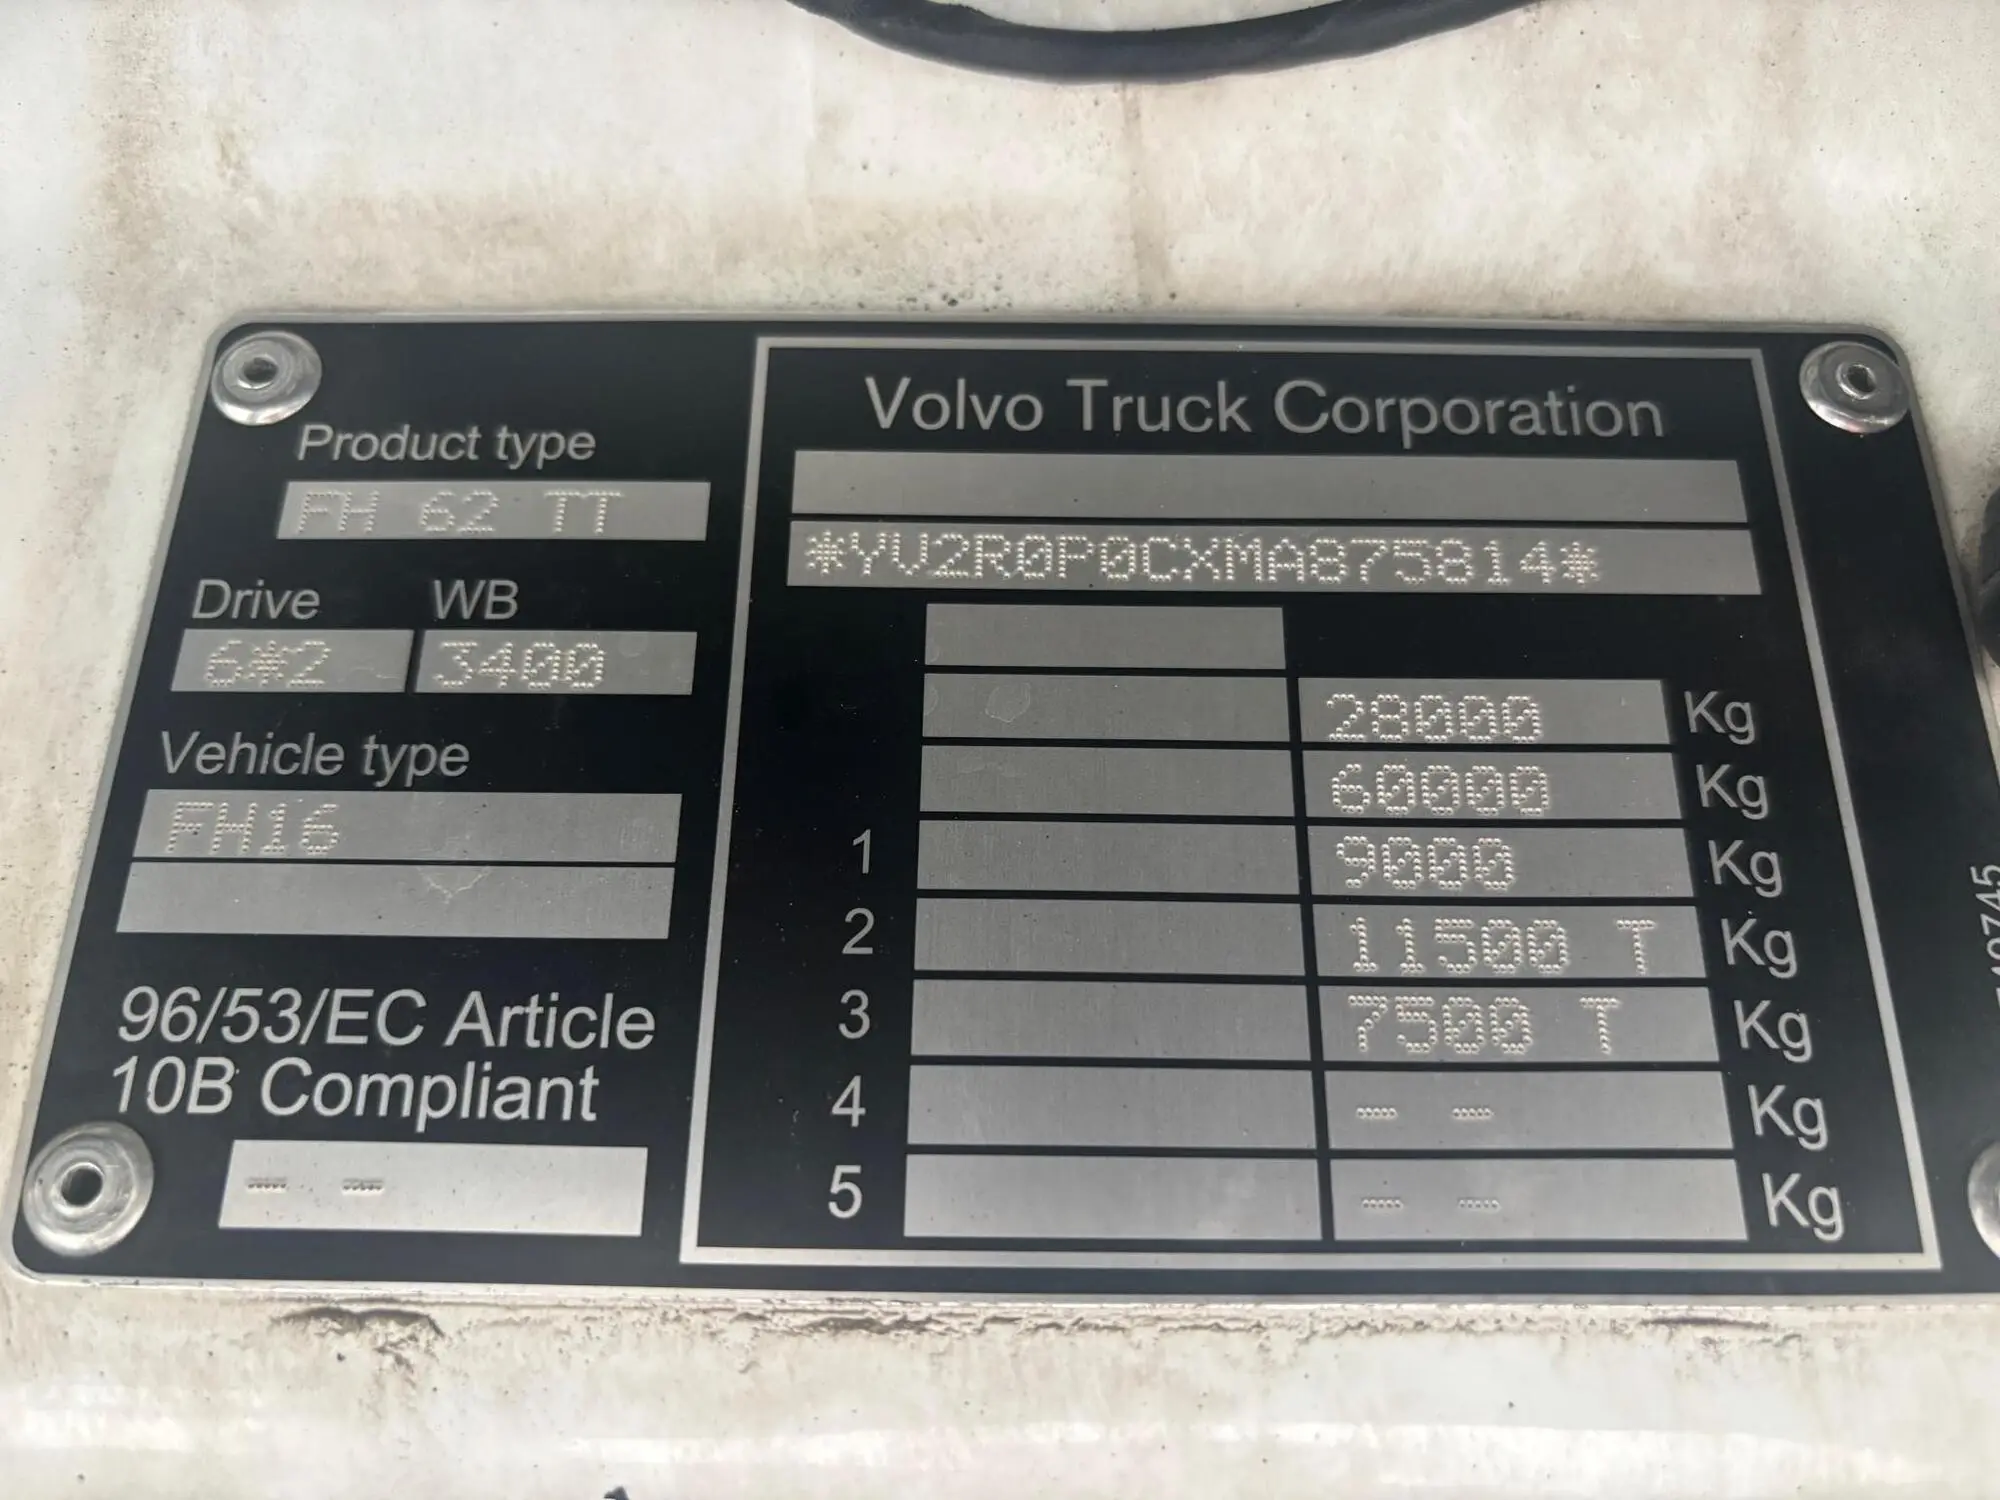 Product type
FH 62 TT
Drive WB
6*2 3400
Vehicle type
FH16
96/53/EC Article
10B Compliant
- -
Volvo Truck Corporation
*YV2R0P0CXMA875814*
28000 Kg
60000 Kg
1 9000 Kg
2 11500 T Kg
3 7500 T Kg
4 - - Kg
5 - - Kg